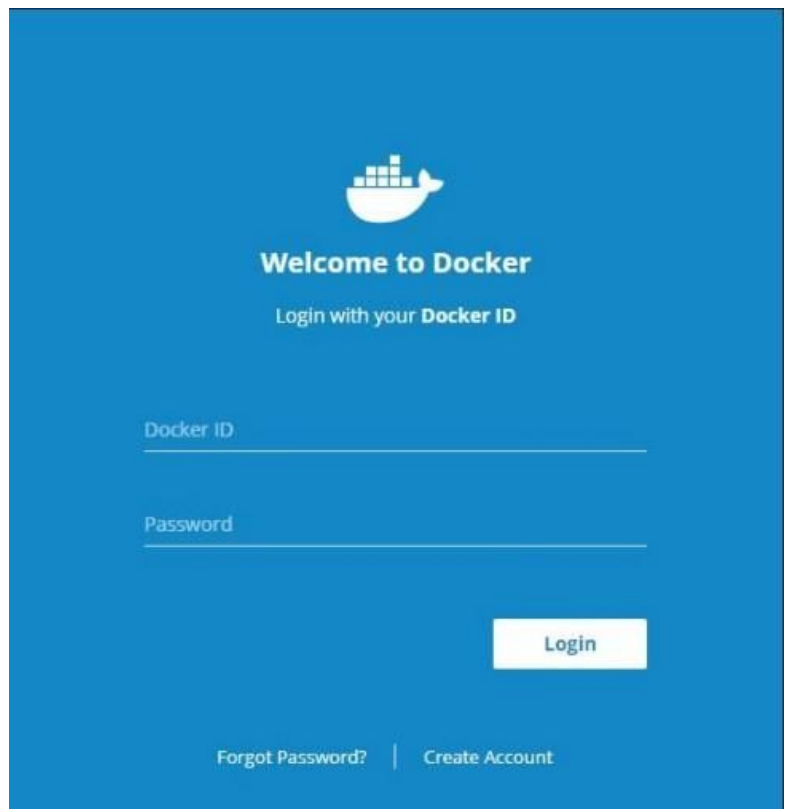 Welcome to Docker
Login with your Docker ID
Docker ID
Password
Login
Forgot Password? | Create Account